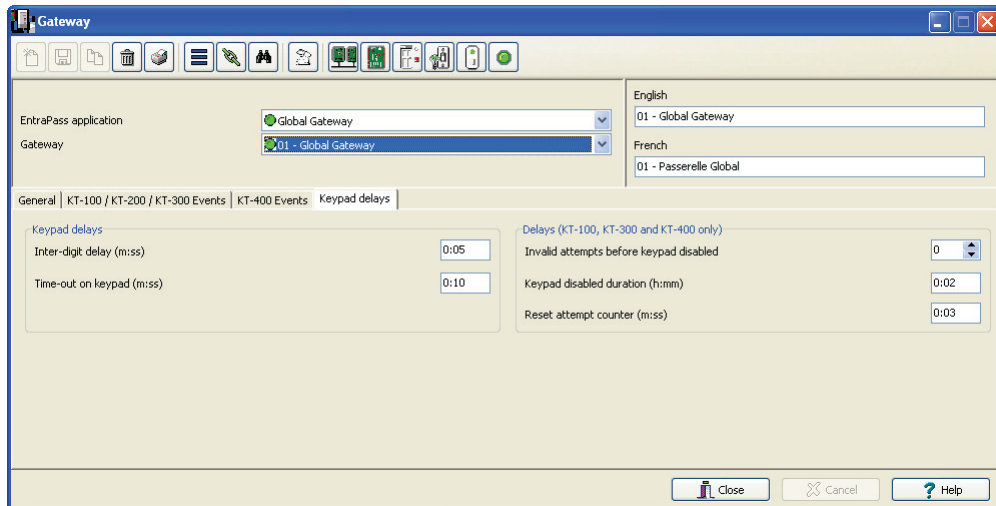 Gateway
English
EntraPass application
Global Gateway
01 - Global Gateway
Gateway
01 - Global Gateway
French
01 - Passerelle Global
General
KT-100 / KT-200 / KT-300 Events
KT-400 Events
Keypad delays
Keypad delays
Inter-digit delay (m:ss)
0:05
Time-out on keypad (m:ss)
0:10
Delays (KT-100, KT-300 and KT-400 only)
Invalid attempts before keypad disabled
0
Keypad disabled duration (h:mm)
0:02
Reset attempt counter (m:ss)
0:03
Close
Cancel
Help